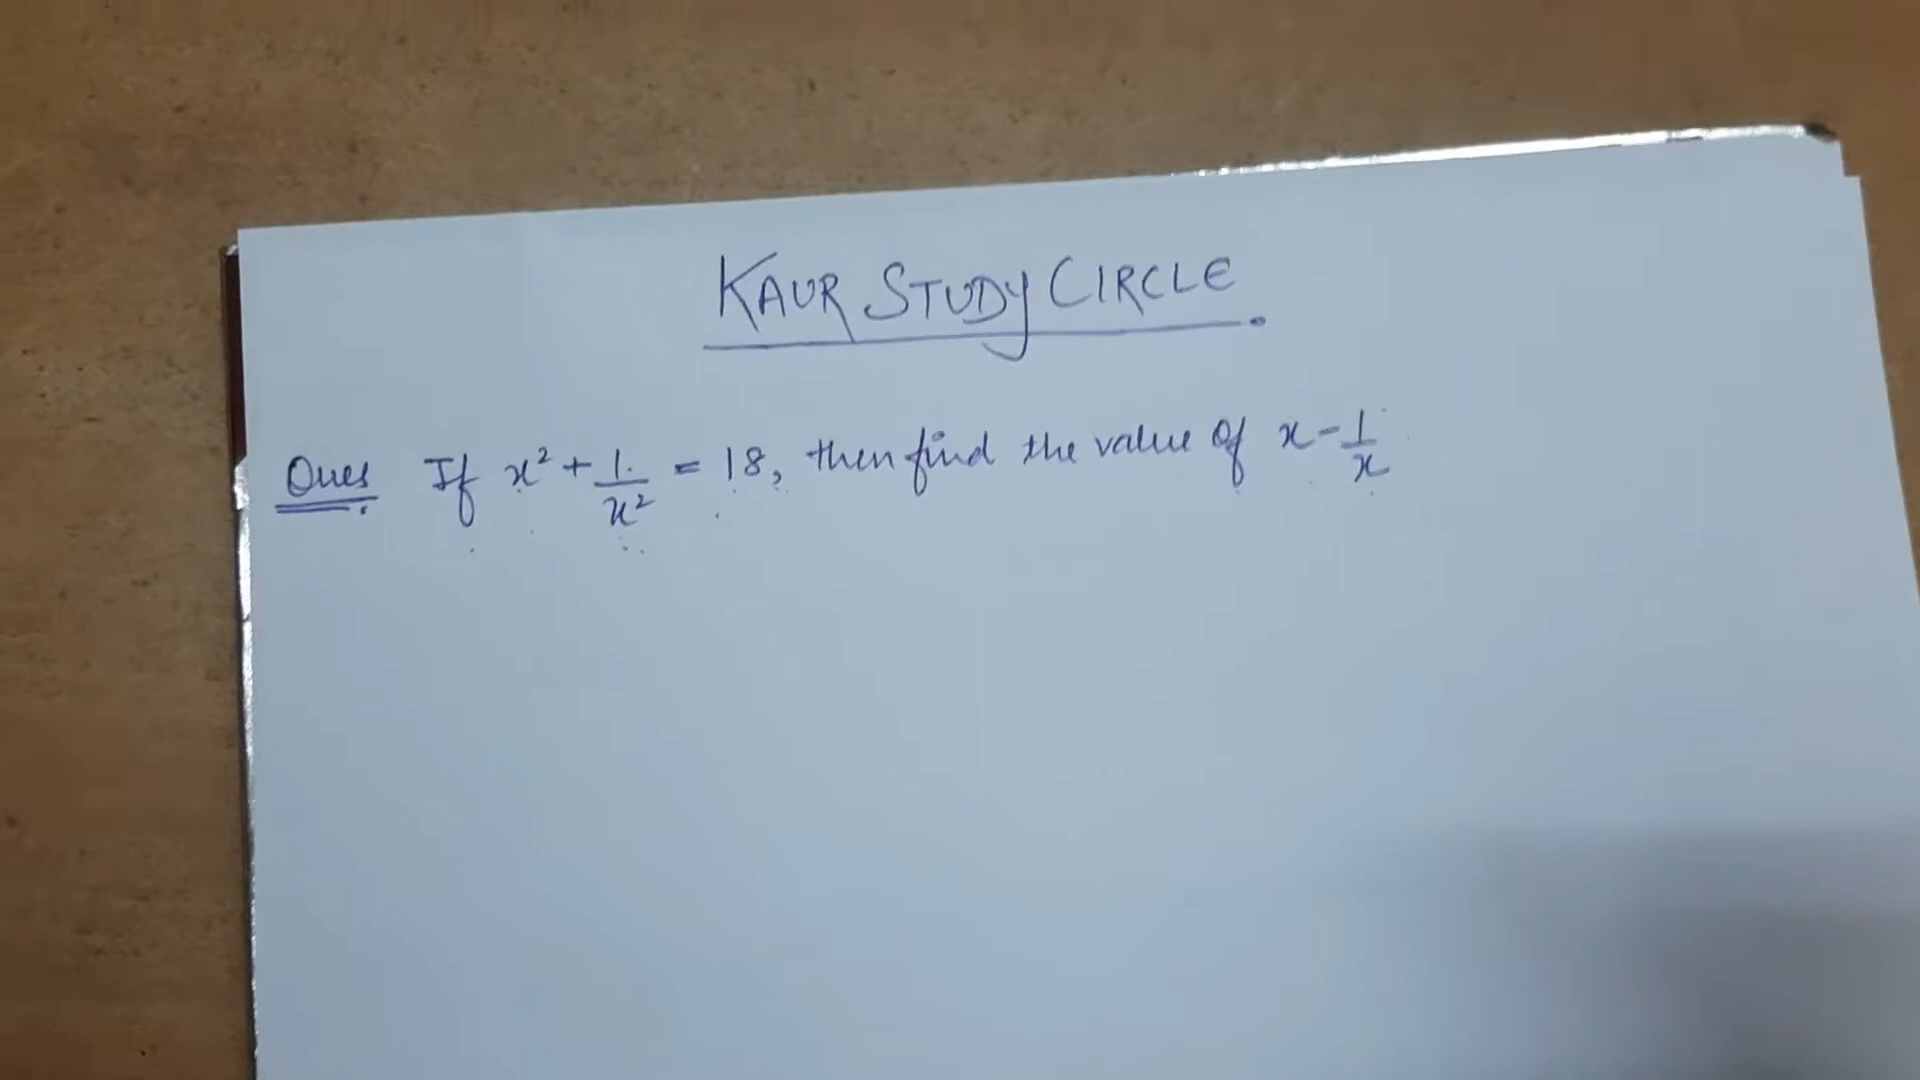 KAUR STUDY CIRCLE
Ques If x² + 1/x² = 18, then find the value of x - 1/x